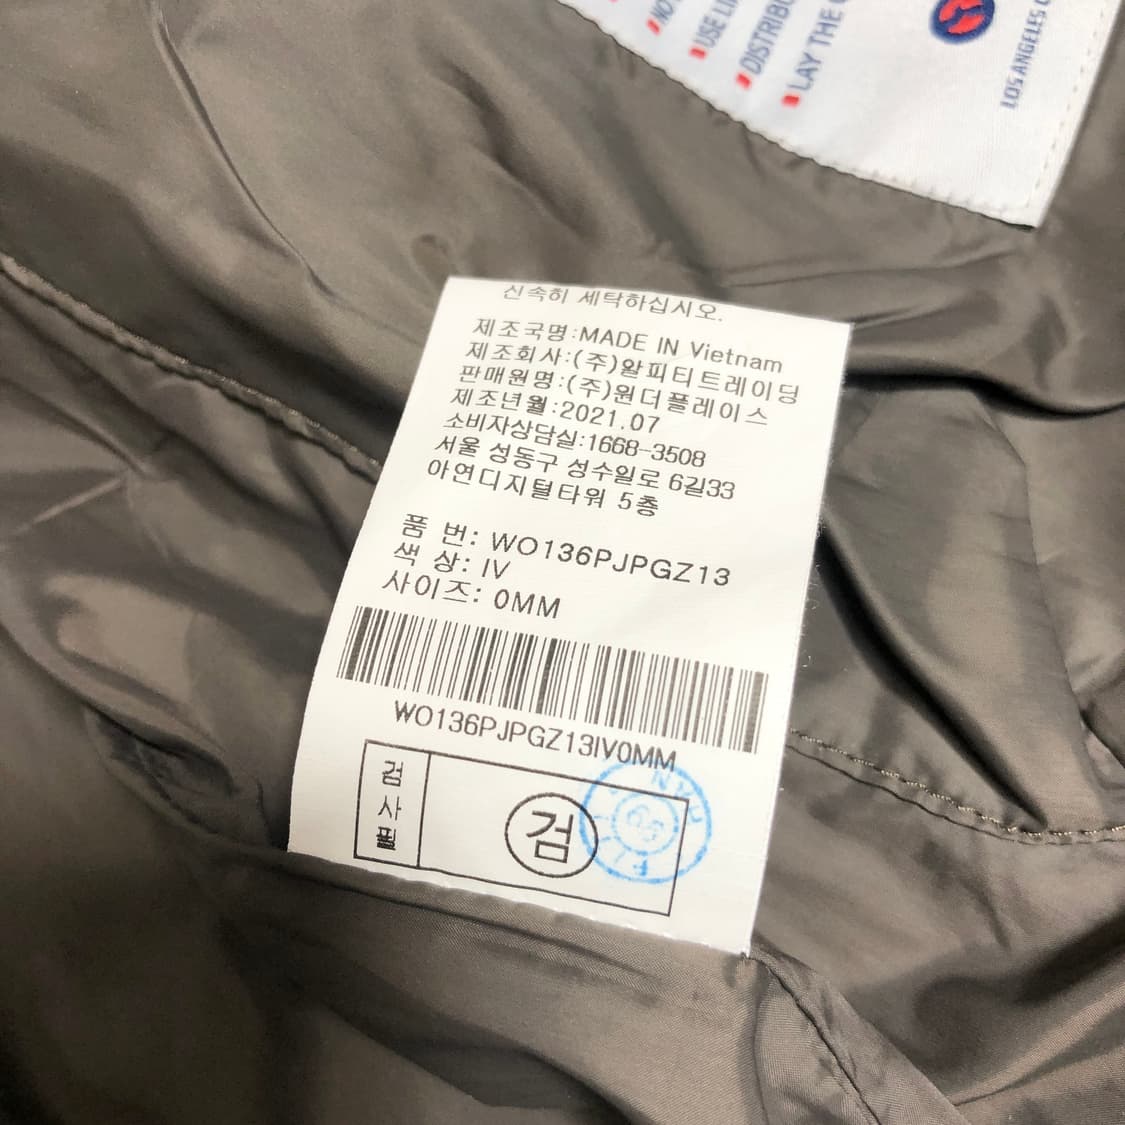 USE
DISTRIBU
LAY THE
LOS ANGELES
신속히 세탁하십시오.
제조국명:MADE IN Vietnam
제조회사:(주)알피티트레이딩
판매원명:(주)원더플레이스
제조년월:2021.07
소비자상담실:1668-3508
서울 성동구 성수일로 6길33
아연디지털타워 5층
품 번: WO136PJPGZ13
색 상: IV
사이즈: 0MM
WO136PJPGZ13IV0MM
검사필
검